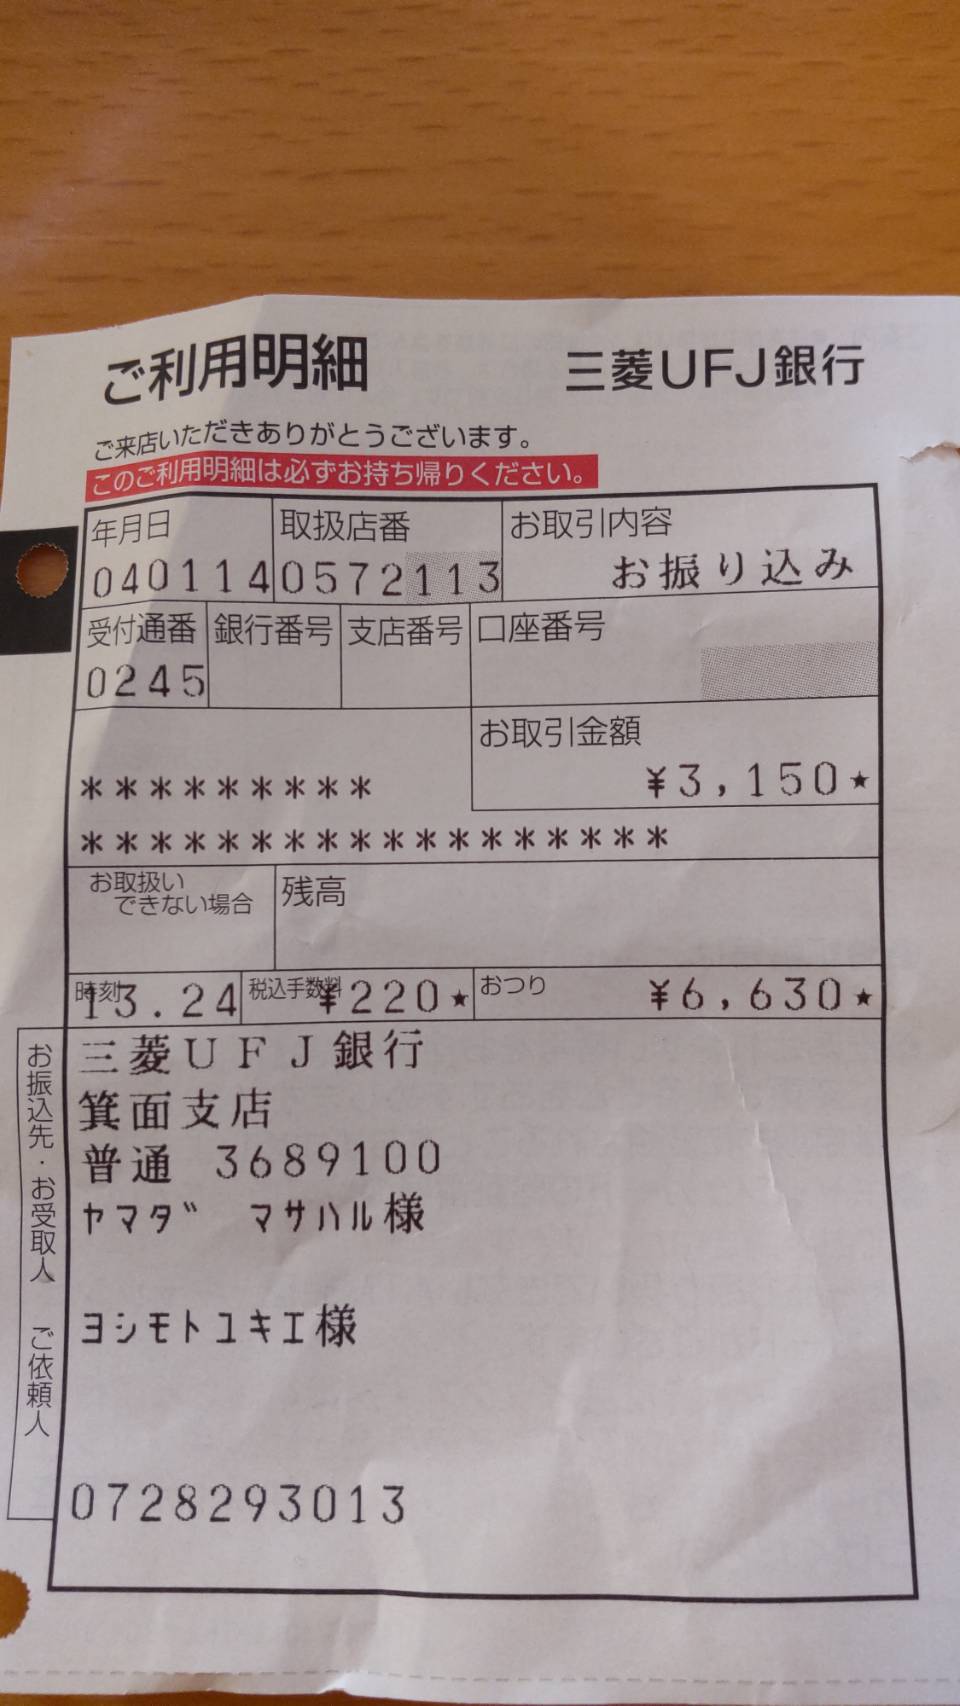 ご利用明細 三菱UFJ銀行
ご来店いただきありがとうございます。
このご利用明細は必ずお持ち帰りください。
年月日 取扱店番 お取引内容
040114 0572113 お振り込み
受付通番 銀行番号 支店番号 口座番号
0245
お取引金額
¥3,150★
*********
******************
お取扱い
できない場合
残高
時刻 税込手数料 おつり
13.24 ¥220★ ¥6,630★
お振込先・お受取人 ご依頼人
三菱UFJ銀行
箕面支店
普通 3689100
ヤマダ マサハル様
ヨシモトユキエ様
0728293013